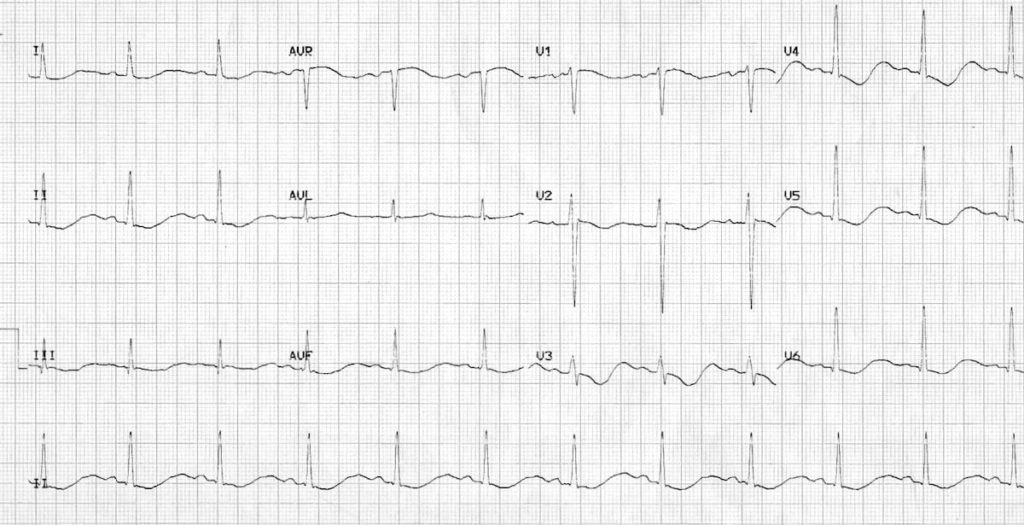 I AVR V1 V4
II AVL V2 V5
III AVF V3 V6
II